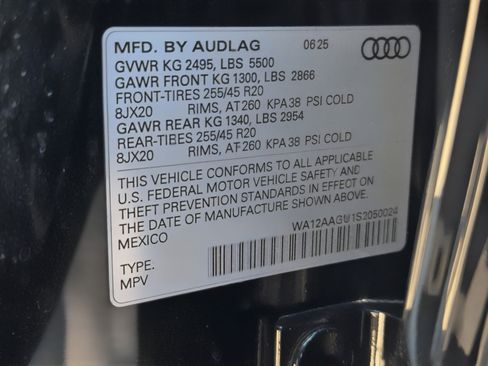 MFD. BY AUDI AG 06 25
GVWR KG 2495, LBS 5500
GAWR FRONT KG 1300, LBS 2866
FRONT-TIRES 255/45 R20
8JX20 RIMS, AT 260 KPA 38 PSI COLD
GAWR REAR KG 1340, LBS 2954
REAR-TIRES 255/45 R20
8JX20 RIMS, AT 260 KPA 38 PSI COLD
THIS VEHICLE CONFORMS TO ALL APPLICABLE
U.S. FEDERAL MOTOR VEHICLE SAFETY AND
THEFT PREVENTION STANDARDS IN EFFECT ON
THE DATE OF MANUFACTURE SHOWN ABOVE.
MEXICO
WA12AAGU1S2050024
TYPE.
MPV